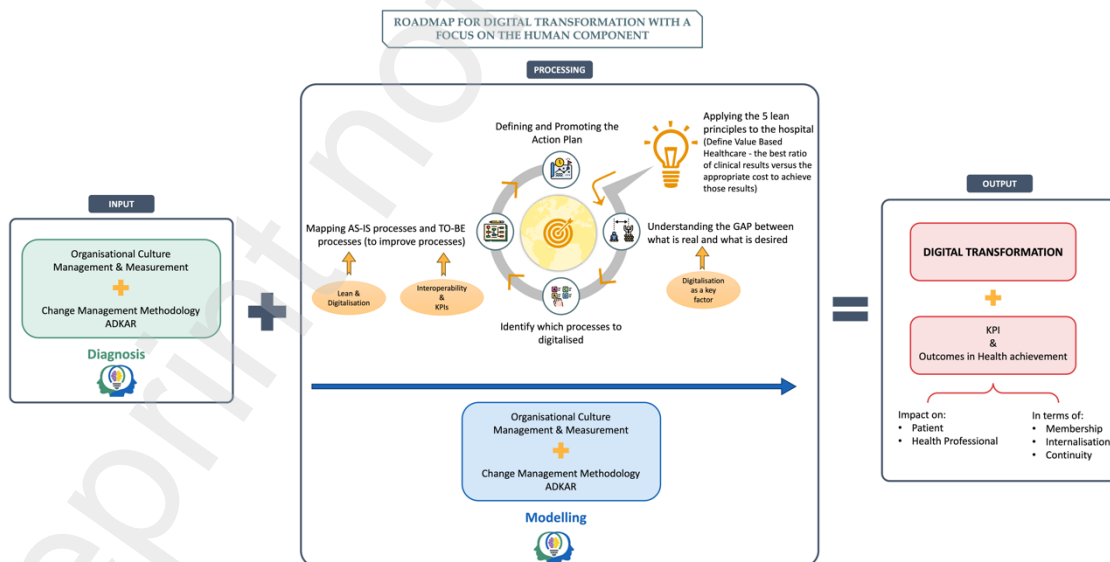 ROADMAP FOR DIGITAL TRANSFORMATION WITH A
FOCUS ON THE HUMAN COMPONENT
INPUT
Organisational Culture
Management & Measurement
Change Management Methodology
ADKAR
Diagnosis
PROCESSING
Defining and Promoting the
Action Plan
Applying the 5 lean
principles to the hospital
(Define Value Based
Healthcare - the best ratio
of clinical results versus the
appropriate cost to achieve
those results)
Mapping AS-IS processes and TO-BE
processes (to improve processes)
Understanding the GAP between
what is real and what is desired
Lean &
Digitalisation
Interoperability
&
KPIs
Digitalisation
as a key
factor
Identify which processes to
digitalised
Organisational Culture
Management & Measurement
Change Management Methodology
ADKAR
Modelling
OUTPUT
DIGITAL TRANSFORMATION
KPI
&
Outcomes in Health achievement
Impact on:
• Patient
• Health Professional
In terms of:
• Membership
• Internalisation
• Continuity
eprint no